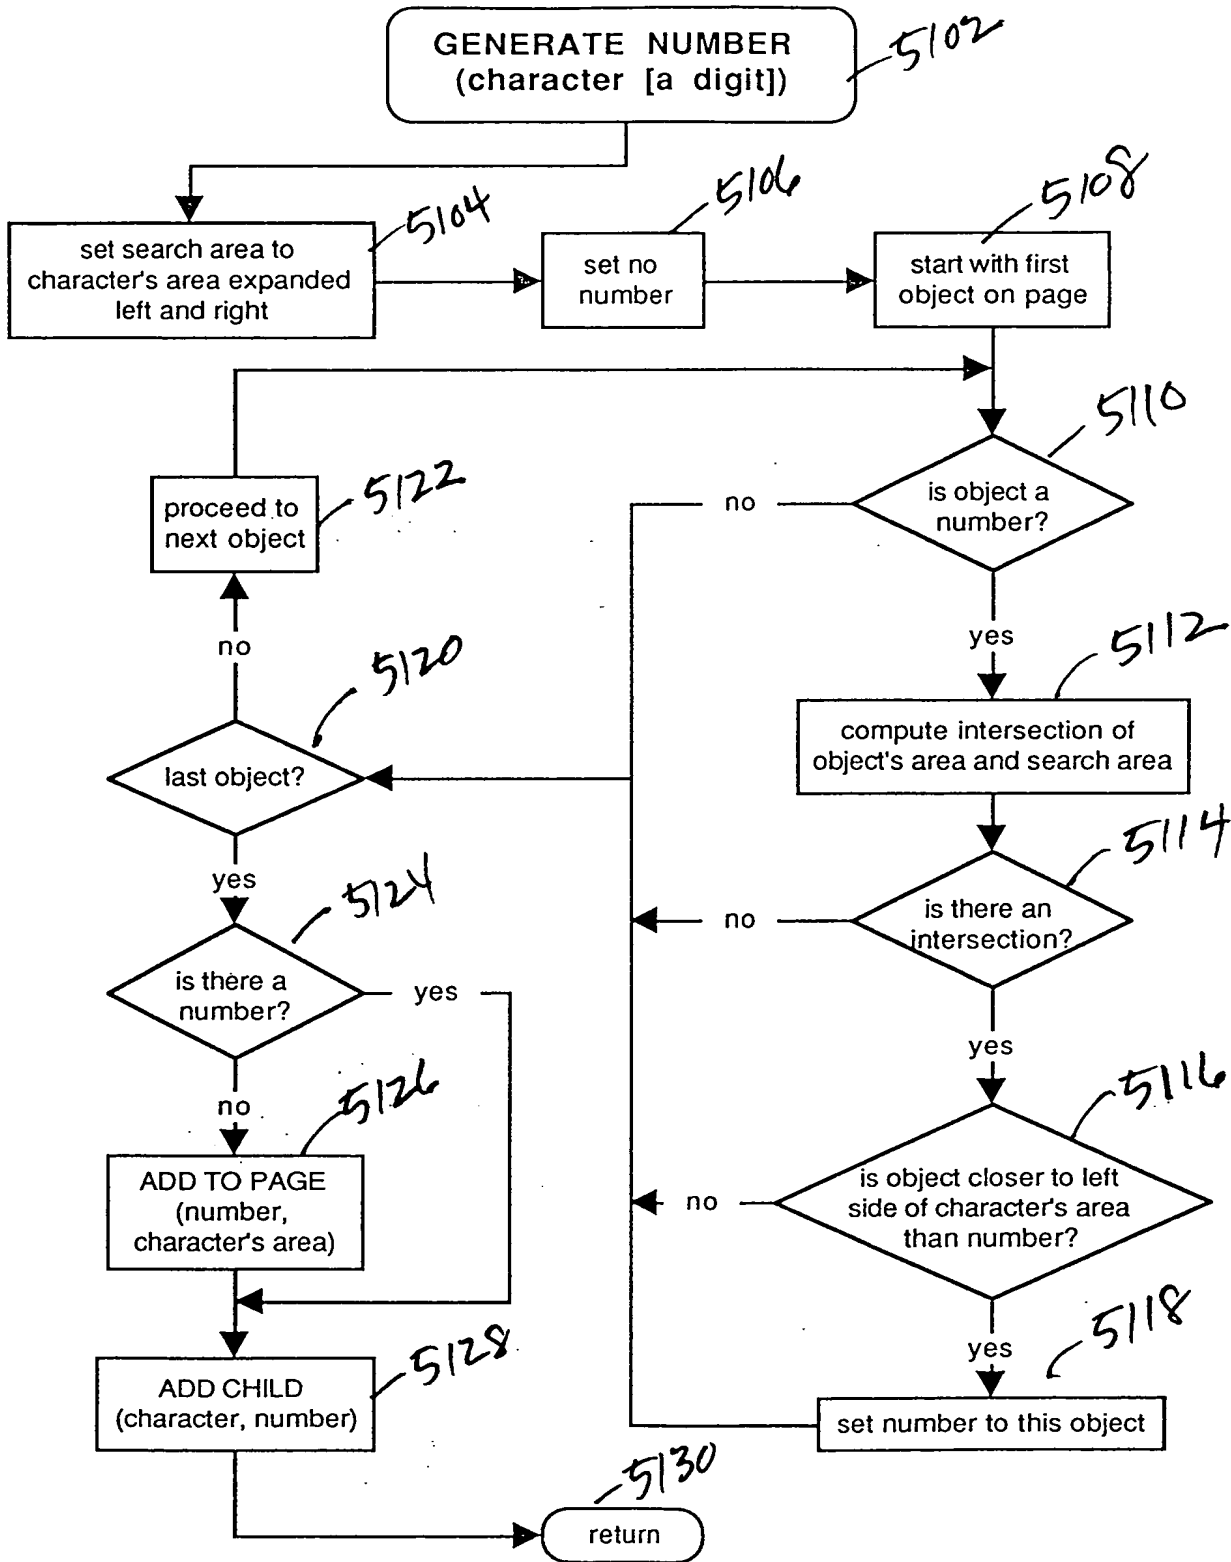 GENERATE NUMBER
(character [a digit])
5102
set search area to
character's area expanded
left and right
5104
set no
number
5106
start with first
object on page
5108
is object a
number?
5110
no
yes
compute intersection of
object's area and search area
5112
is there an
intersection?
5114
no
yes
is object closer to left
side of character's area
than number?
5116
no
yes
set number to this object
5118
last object?
5120
no
proceed to
next object
5122
yes
is there a
number?
5124
yes
no
ADD TO PAGE
(number,
character's area)
5126
ADD CHILD
(character, number)
5128
return
5130